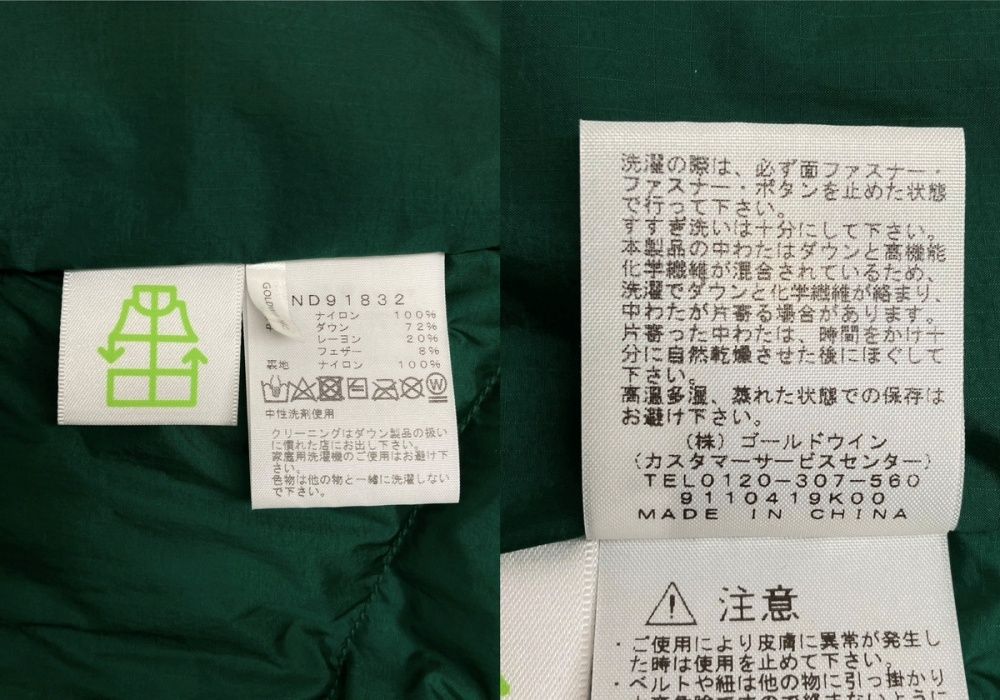 GOLDW
ND91832
ナイロン 100%
ダウン 72%
レーヨン 20%
フェザー 8%
裏地 ナイロン 100%
W
中性洗剤使用
クリーニングはダウン製品の扱い
に慣れた店にお出し下さい。
家庭用洗濯機のご使用はお避け下
さい。
色物は他の物と一緒に洗濯しない
で下さい。
洗濯の際は、必ず面ファスナー・
ファスナー・ボタンを止めた状態
で行って下さい。
すすぎ洗いは十分にして下さい。
本製品の中わたはダウンと高機能
化学繊維が混合されているため、
洗濯でダウンと化学繊維が絡まり、
中わたが片寄る場合があります。
片寄った中わたは、時間をかけ十
分に自然乾燥させた後にほぐして
下さい。
高温多湿、蒸れた状態での保存は
お避け下さい。
(株)ゴールドウイン
(カスタマーサービスセンター)
TEL0120-307-560
9110419K00
MADE IN CHINA
注意
・ご使用により皮膚に異常が発生し
た時は使用を止めて下さい。
・ベルトや紐は他の物に引っ掛かり